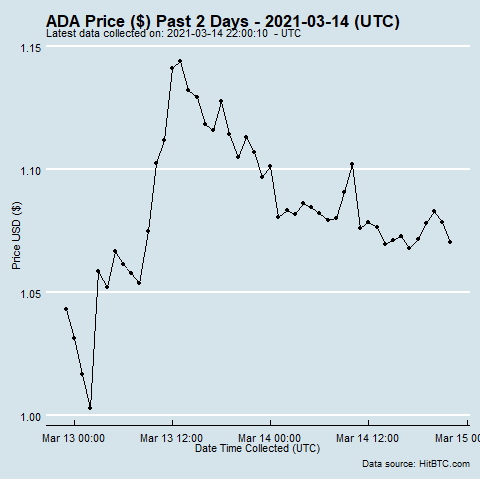 ADA Price ($) Past 2 Days - 2021-03-14 (UTC)
Latest data collected on: 2021-03-14 22:00:10 - UTC
1.15
1.10
1.05
1.00
Price USD ($)
Mar 13 00:00 Mar 13 12:00 Mar 14 00:00 Mar 14 12:00 Mar 15 0
Date Time Collected (UTC)
Data source: HitBTC.com